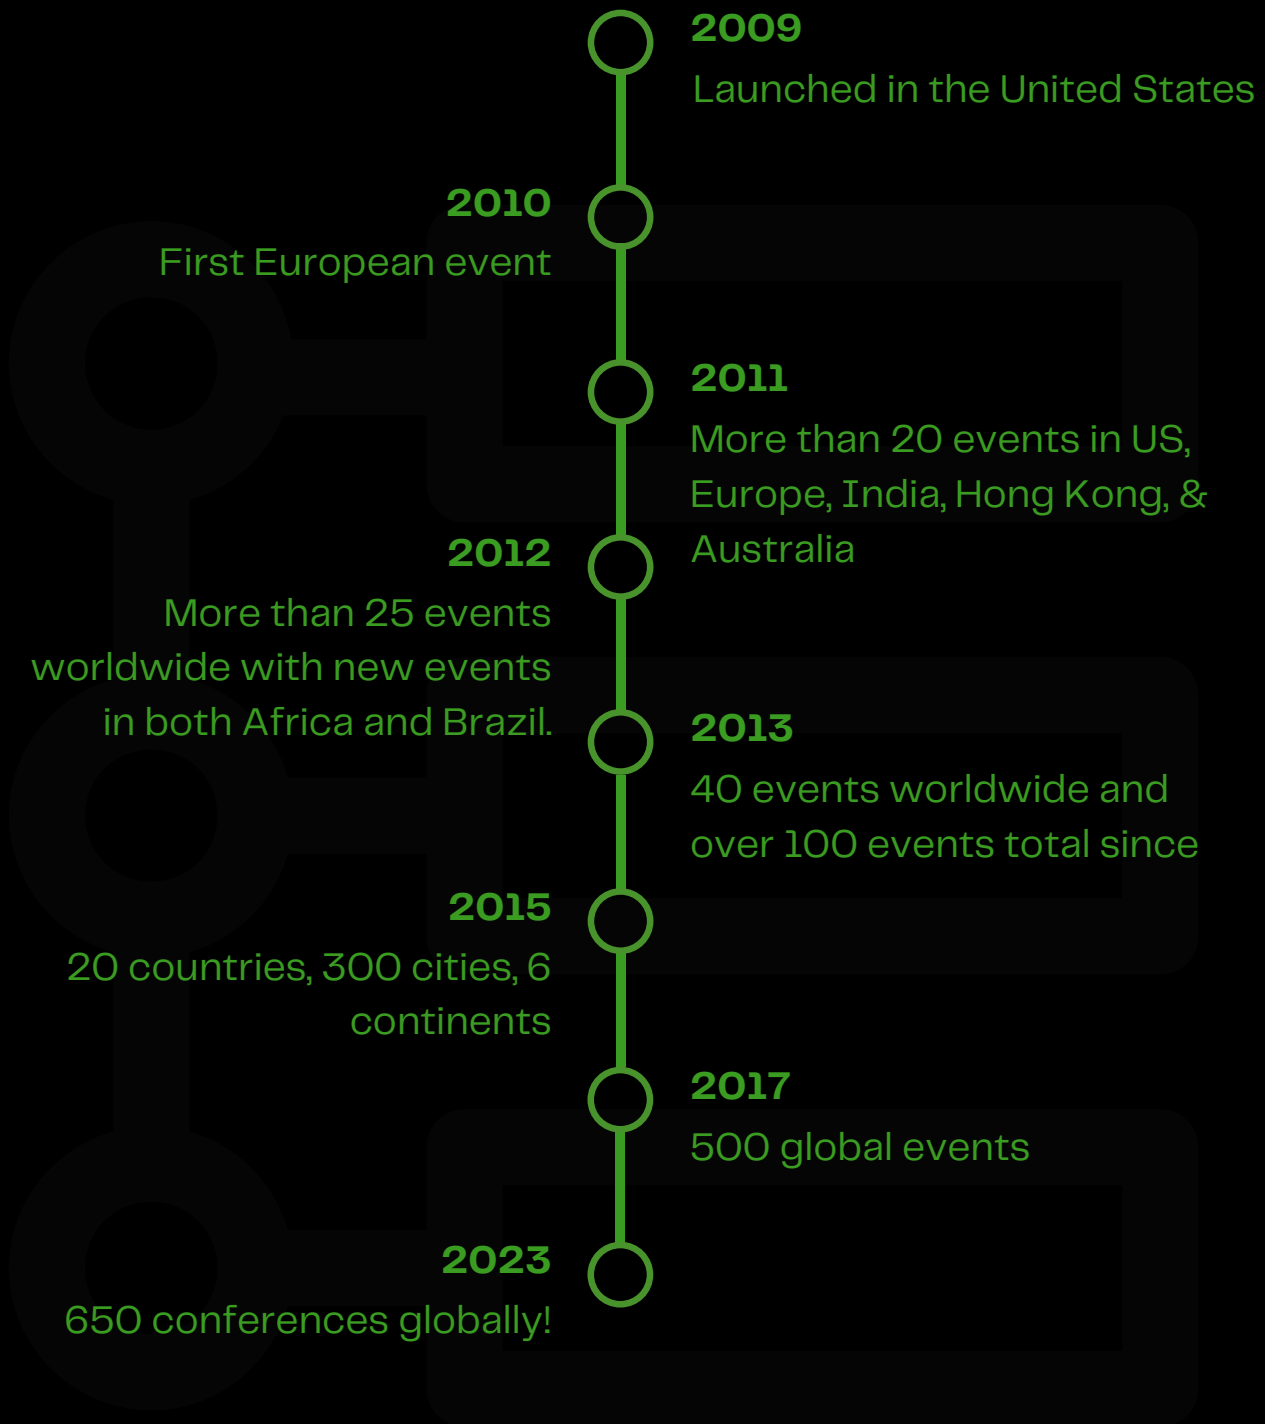 2009
Launched in the United States
2010
First European event
2011
More than 20 events in US,
Europe, India, Hong Kong, &
Australia
2012
More than 25 events
worldwide with new events
in both Africa and Brazil.
2013
40 events worldwide and
over 100 events total since
2015
20 countries, 300 cities, 6
continents
2017
500 global events
2023
650 conferences globally!